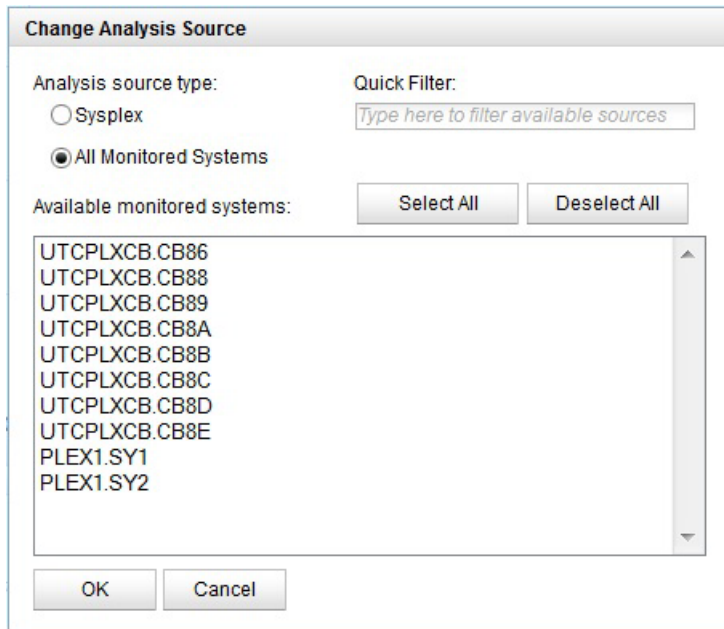 Change Analysis Source
Analysis source type:
Quick Filter:
Sysplex
Type here to filter available sources
All Monitored Systems
Available monitored systems:
Select All
Deselect All
UTCPLXCB.CB86
UTCPLXCB.CB88
UTCPLXCB.CB89
UTCPLXCB.CB8A
UTCPLXCB.CB8B
UTCPLXCB.CB8C
UTCPLXCB.CB8D
UTCPLXCB.CB8E
PLEX1.SY1
PLEX1.SY2
OK
Cancel